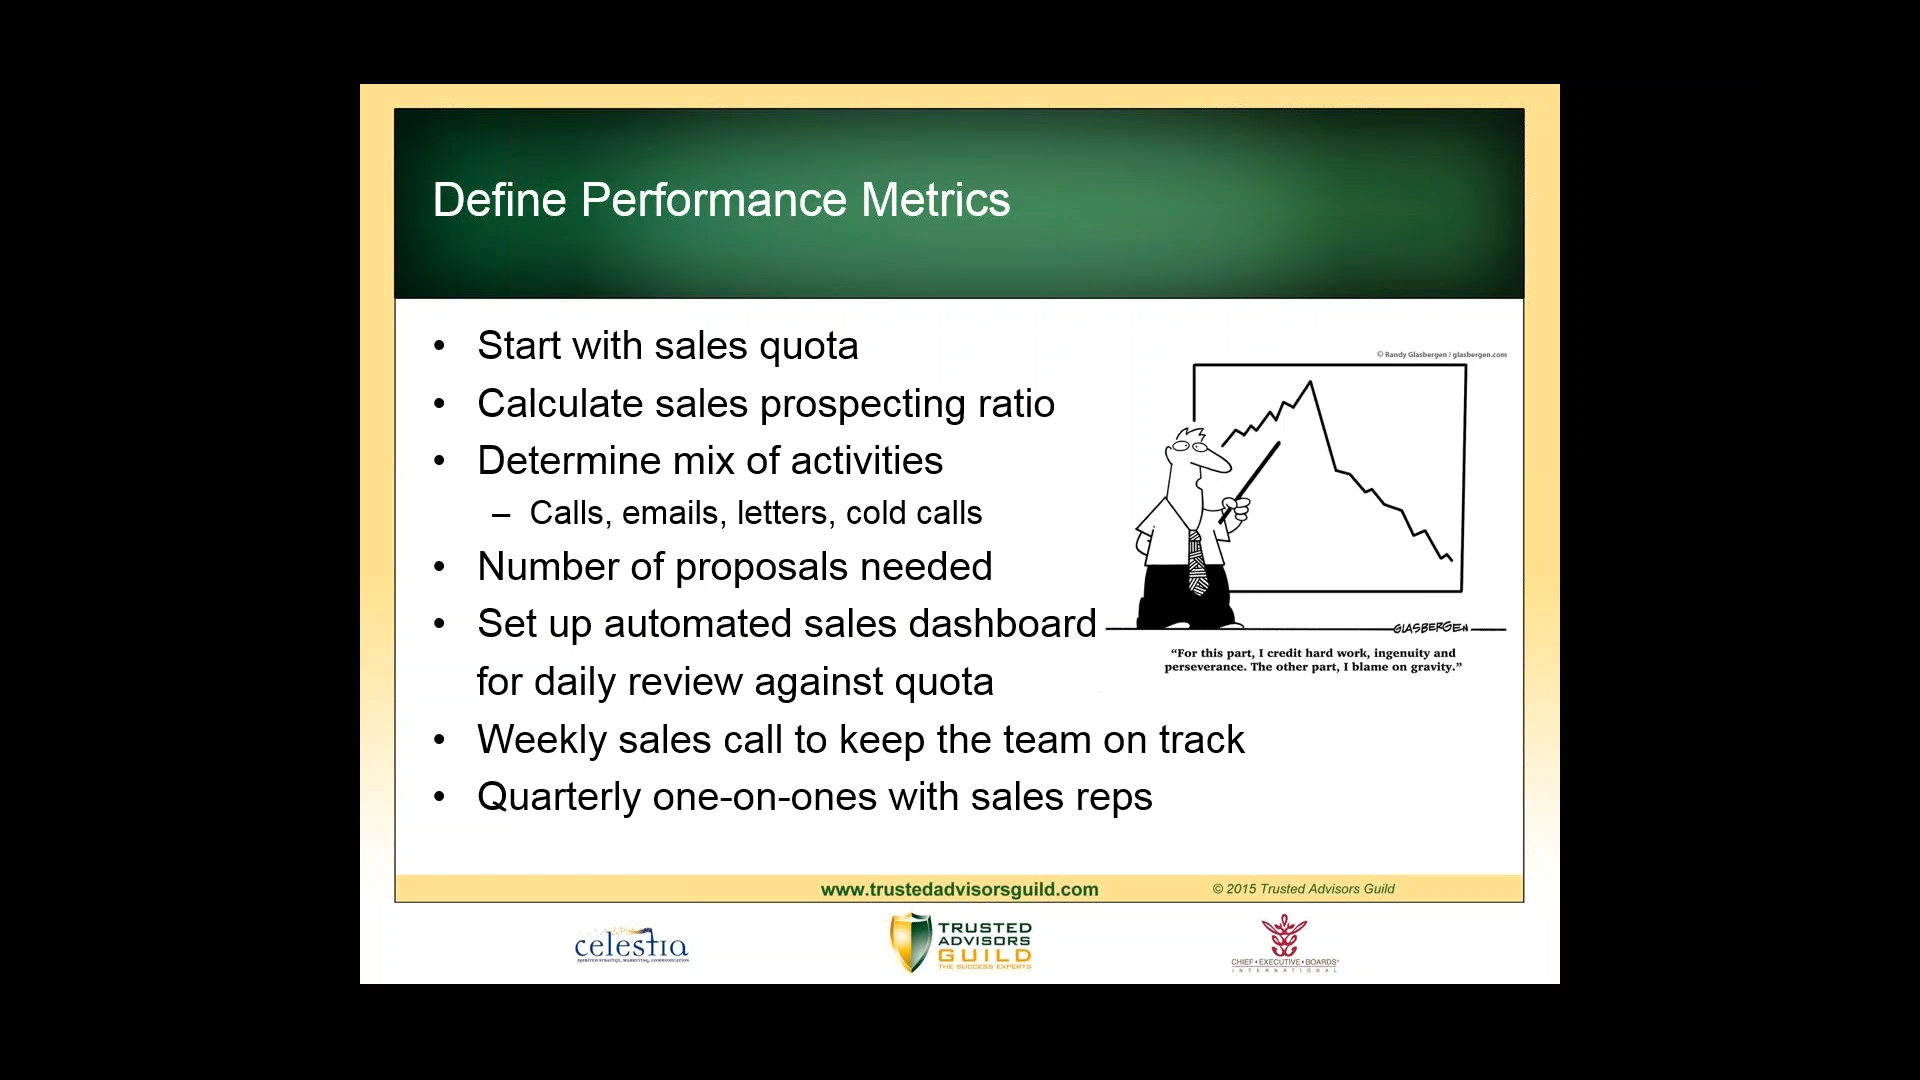 Define Performance Metrics
• Start with sales quota
• Calculate sales prospecting ratio
• Determine mix of activities
– Calls, emails, letters, cold calls
• Number of proposals needed
• Set up automated sales dashboard
for daily review against quota
• Weekly sales call to keep the team on track
• Quarterly one-on-ones with sales reps
© Randy Glasbergen / glasbergen.com
GLASBERGEN
“For this part, I credit hard work, ingenuity and
perseverance. The other part, I blame on gravity.”
www.trustedadvisorsguild.com
© 2015 Trusted Advisors Guild
celestia
SPIRITED STRATEGY, MARKETING, COMMUNICATION
TRUSTED
ADVISORS
GUILD
THE SUCCESS EXPERTS
CHIEF • EXECUTIVE • BOARDS
INTERNATIONAL